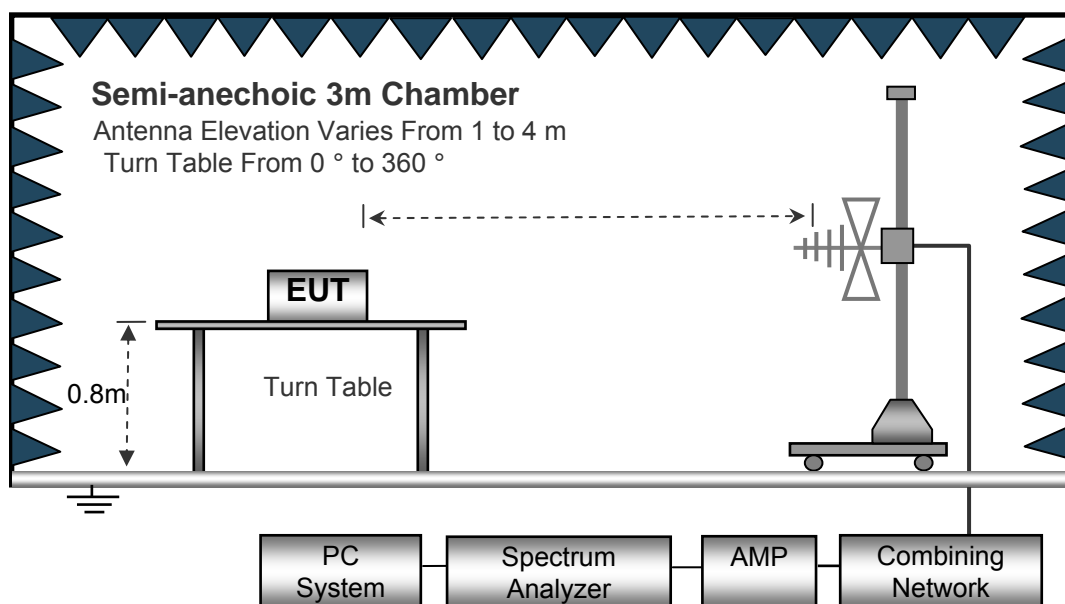 Semi-anechoic 3m Chamber
Antenna Elevation Varies From 1 to 4 m
Turn Table From 0 ° to 360 °
EUT
0.8m
Turn Table
PC
System
Spectrum
Analyzer
AMP
Combining
Network